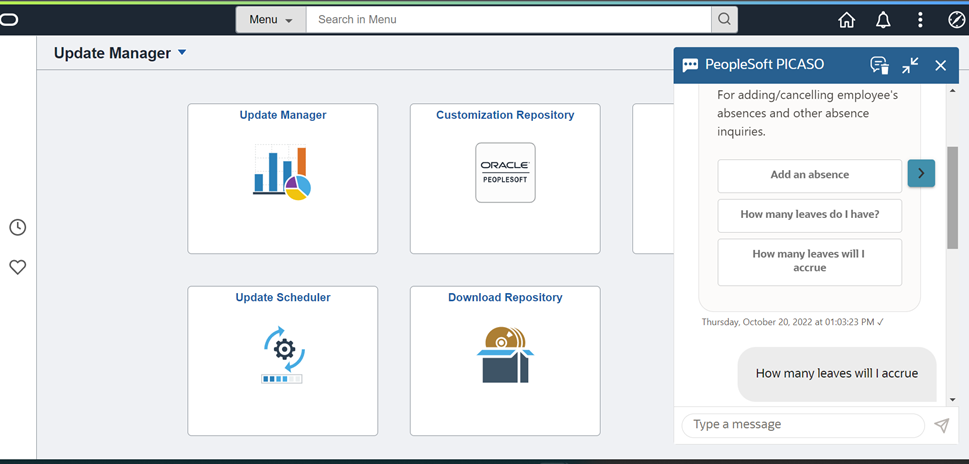 Menu
Search in Menu
Update Manager
PeopleSoft PICASO
Update Manager
Customization Repository
ORACLE
PEOPLESOFT
Update Scheduler
Download Repository
For adding/cancelling employee's
absences and other absence
inquiries.
Add an absence
How many leaves do I have?
How many leaves will I
accrue
Thursday, October 20, 2022 at 01:03:23 PM ✓
How many leaves will I accrue
Type a message